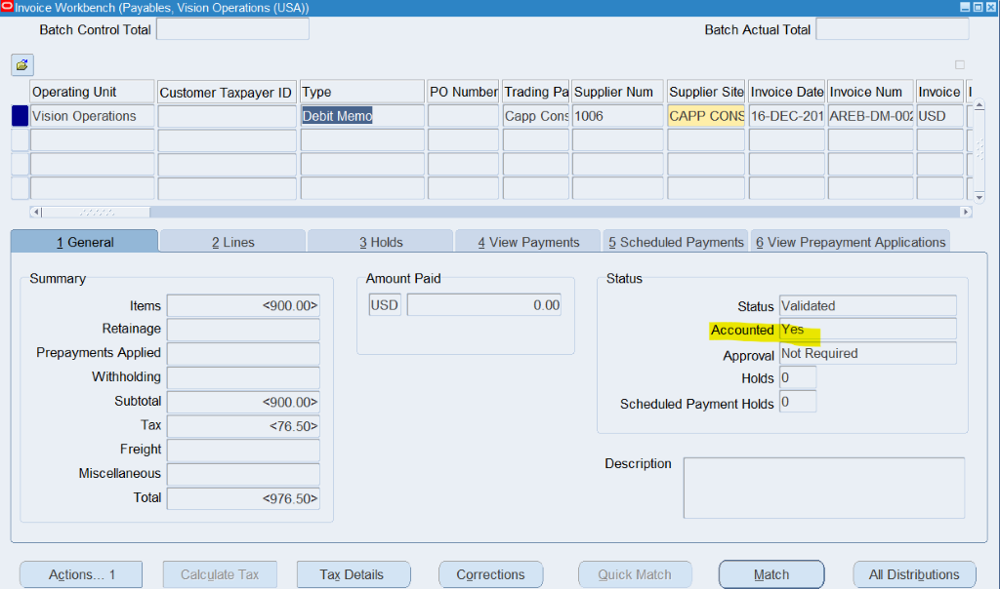 Invoice Workbench (Payables, Vision Operations (USA))
Batch Control Total
Batch Actual Total
Operating Unit Customer Taxpayer ID Type PO Number Trading Pa Supplier Num Supplier Site Invoice Date Invoice Num Invoice I
Vision Operations Debit Memo Capp Cons 1006 CAPP CONS 16-DEC-201 AREB-DM-002 USD
1 General 2 Lines 3 Holds 4 View Payments 5 Scheduled Payments 6 View Prepayment Applications
Summary Amount Paid Status
Items <900.00> USD 0.00 Status Validated
Retainage Accounted Yes
Prepayments Applied Approval Not Required
Withholding Holds 0
Subtotal <900.00> Scheduled Payment Holds 0
Tax <76.50>
Freight
Miscellaneous Description
Total <976.50>
Actions... 1 Calculate Tax Tax Details Corrections Quick Match Match All Distributions